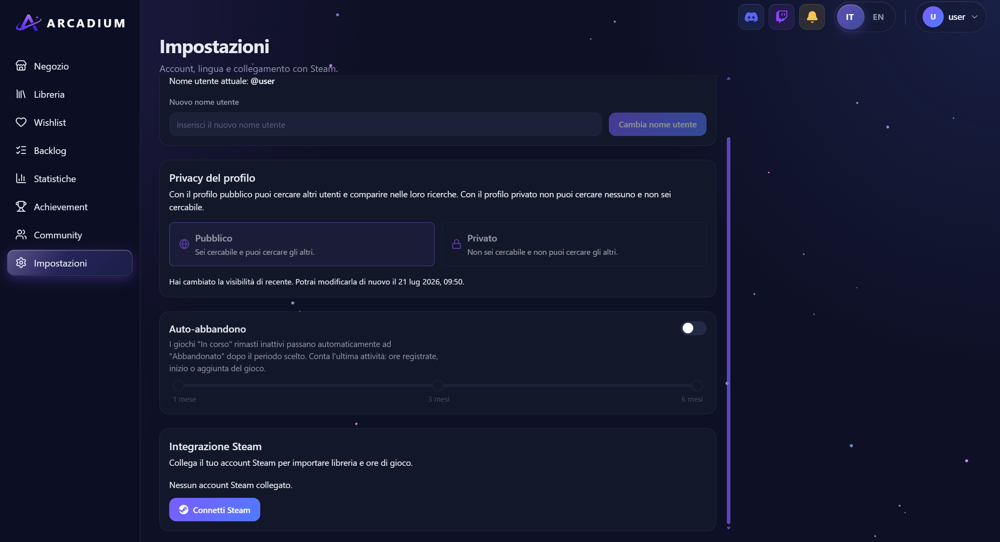 ARCADIUM
Negozio
Libreria
Wishlist
Backlog
Statistiche
Achievement
Community
Impostazioni
IT
EN
U
user
Impostazioni
Account, lingua e collegamento con Steam.
Nome utente attuale: @user
Nuovo nome utente
Inserisci il nuovo nome utente
Cambia nome utente
Privacy del profilo
Con il profilo pubblico puoi cercare altri utenti e comparire nelle loro ricerche. Con il profilo privato non puoi cercare nessuno e non sei
cercabile.
Pubblico
Sei cercabile e puoi cercare gli altri.
Privato
Non sei cercabile e non puoi cercare gli altri.
Hai cambiato la visibilità di recente. Potrai modificarla di nuovo il 21 lug 2026, 09:50.
Auto-abbandono
I giochi "In corso" rimasti inattivi passano automaticamente ad
"Abbandonato" dopo il periodo scelto. Conta l'ultima attività: ore registrate,
inizio o aggiunta del gioco.
1 mese
3 mesi
6 mesi
Integrazione Steam
Collega il tuo account Steam per importare libreria e ore di gioco.
Nessun account Steam collegato.
Connetti Steam